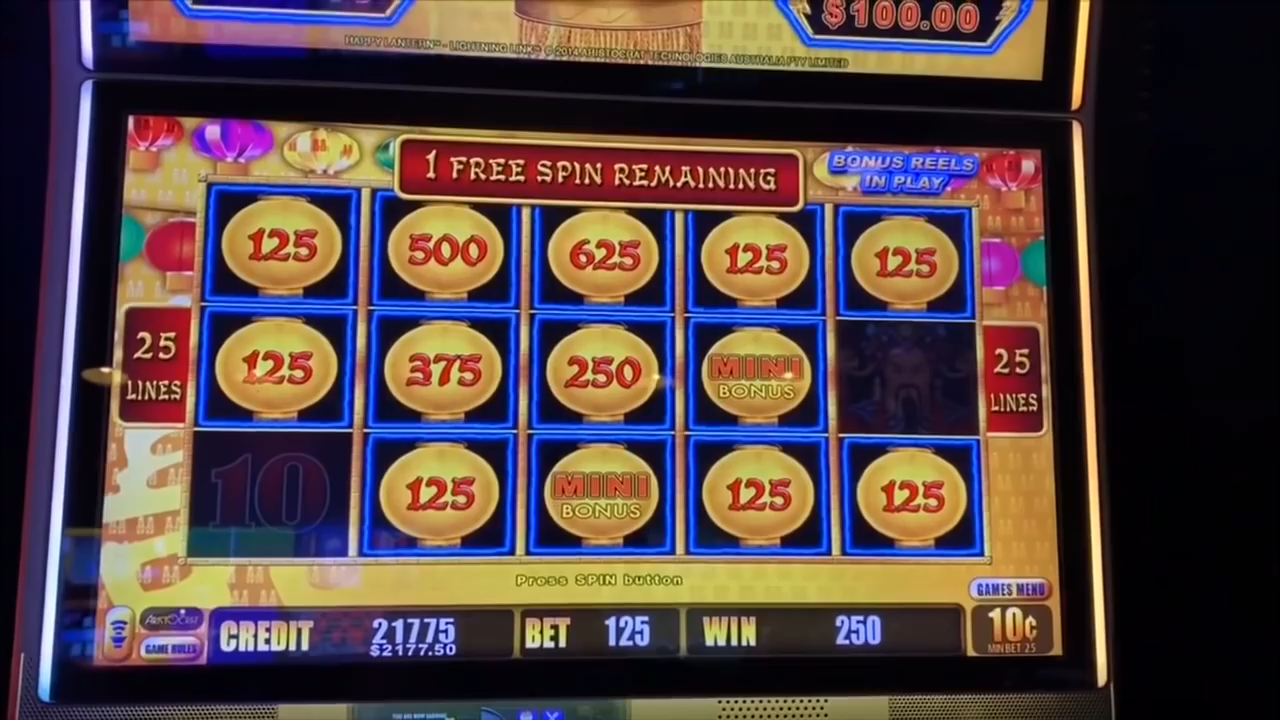 $100.00
HAPPY LANTERN™ - LIGHTNING LINK™ © 2014 ARISTOCRAT TECHNOLOGIES AUSTRALIA PTY LIMITED
1 FREE SPIN REMAINING
BONUS REELS
IN PLAY
125 500 625 125 125
25
LINES
125 375 250 MINI
BONUS
25
LINES
10 125 MINI
BONUS
125 125
Press SPIN button
GAMES MENU
ARISTOCRAT
GAME RULES
CREDIT 21775
$2177.50
BET 125
WIN 250
10¢
MIN BET 25